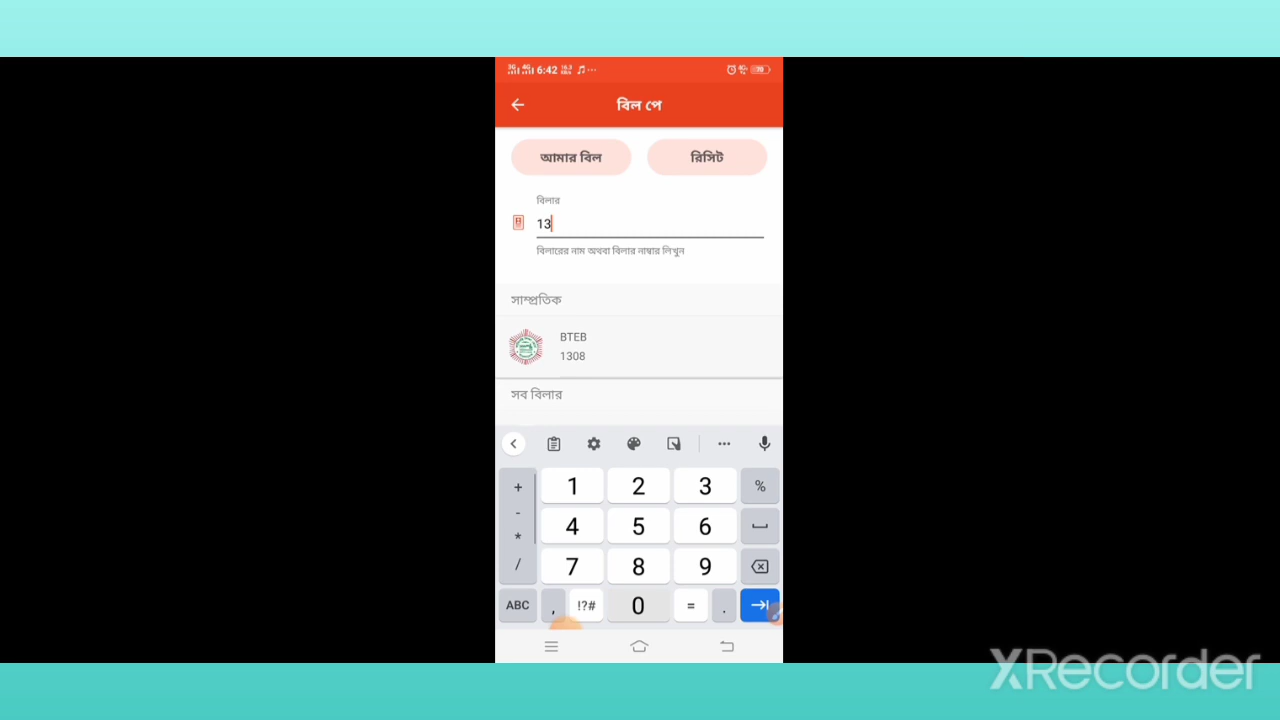 6:42
70
বিল পে
আমার বিল
রিসিট
বিলার
13
বিলারের নাম অথবা বিলার নাম্বার লিখুন
সাম্প্রতিক
BTEB
1308
সব বিলার
+ 1 2 3 %
- 4 5 6
*
/ 7 8 9
ABC , !?# 0 = .
XRecorder